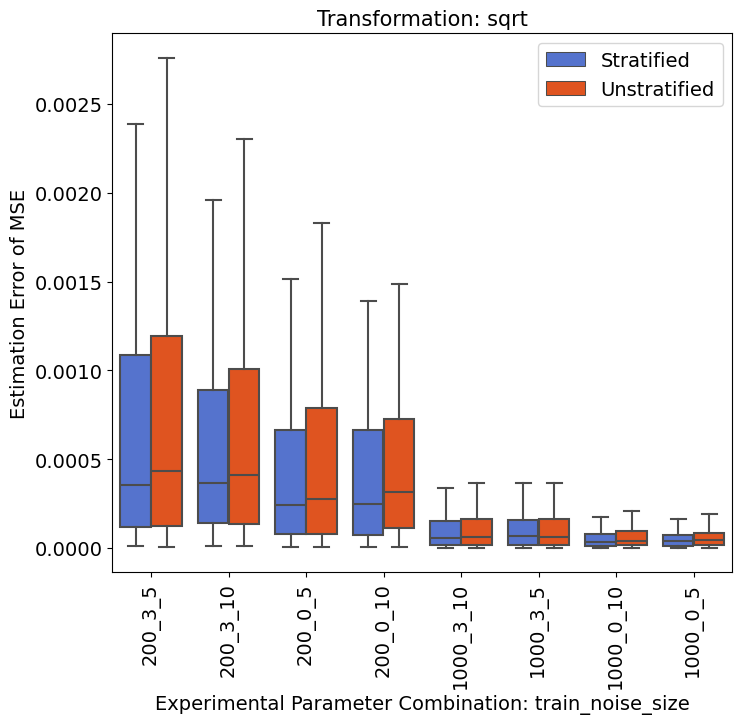 Transformation: sqrt
Stratified
Unstratified
Estimation Error of MSE
0.0025
0.0020
0.0015
0.0010
0.0005
0.0000
200_3_5
200_3_10
200_0_5
200_0_10
1000_3_10
1000_3_5
1000_0_10
1000_0_5
Experimental Parameter Combination: train_noise_size